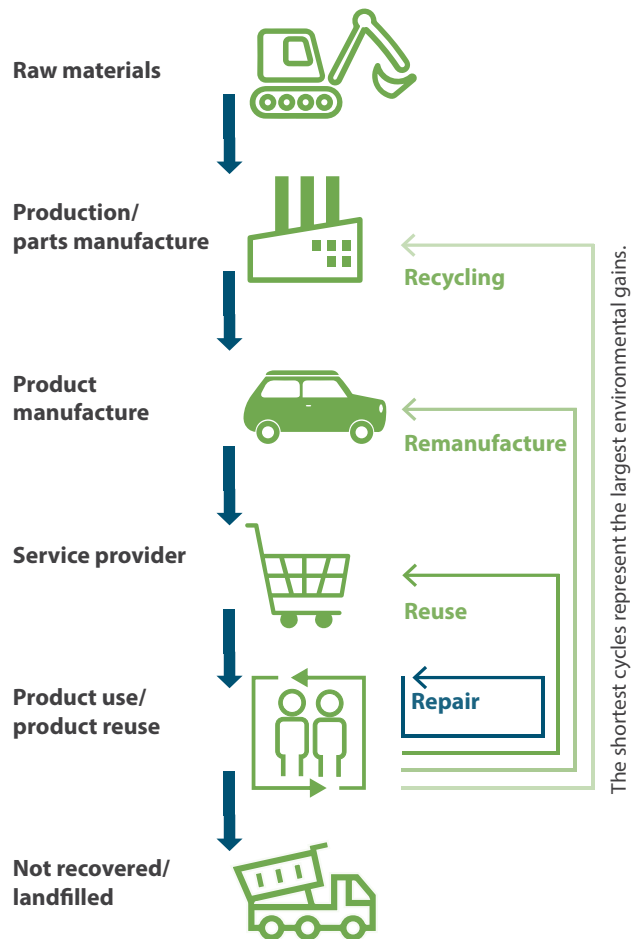 Raw materials
Production/
parts manufacture
Recycling
Product
manufacture
Remanufacture
Service provider
Reuse
Product use/
product reuse
Repair
Not recovered/
landfilled
The shortest cycles represent the largest environmental gains.